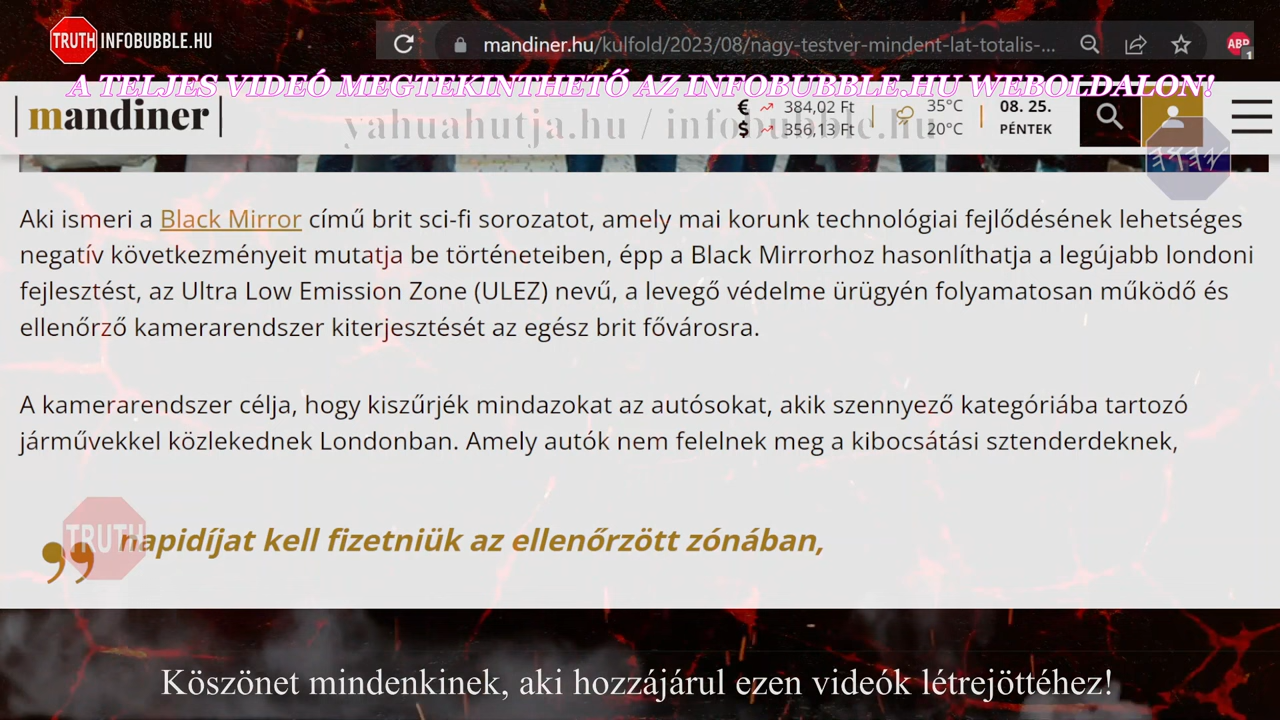 TRUTH INFOBUBBLE.HU
mandiner.hu/kulfold/2023/08/nagy-testver-mindent-lat-totalis-...
ABP
1
A TELJES VIDEÓ MEGTEKINTHETŐ AZ INFOBUBBLE.HU WEBOLDALON!
|mandiner|
yahuahutja.hu / infobubble.hu
€ 384,02 Ft
$ 356,13 Ft
35°C
20°C
08. 25.
PÉNTEK
Aki ismeri a Black Mirror című brit sci-fi sorozatot, amely mai korunk technológiai fejlődésének lehetséges
negatív következményeit mutatja be történeteiben, épp a Black Mirrorhoz hasonlíthatja a legújabb londoni
fejlesztést, az Ultra Low Emission Zone (ULEZ) nevű, a levegő védelme ürügyén folyamatosan működő és
ellenőrző kamerarendszer kiterjesztését az egész brit fővárosra.
A kamerarendszer célja, hogy kiszűrjék mindazokat az autósokat, akik szennyező kategóriába tartozó
járművekkel közlekednek Londonban. Amely autók nem felelnek meg a kibocsátási sztenderdeknek,
TRUTH
napidíjat kell fizetniük az ellenőrzött zónában,
Köszönet mindenkinek, aki hozzájárul ezen videók létrejöttéhez!